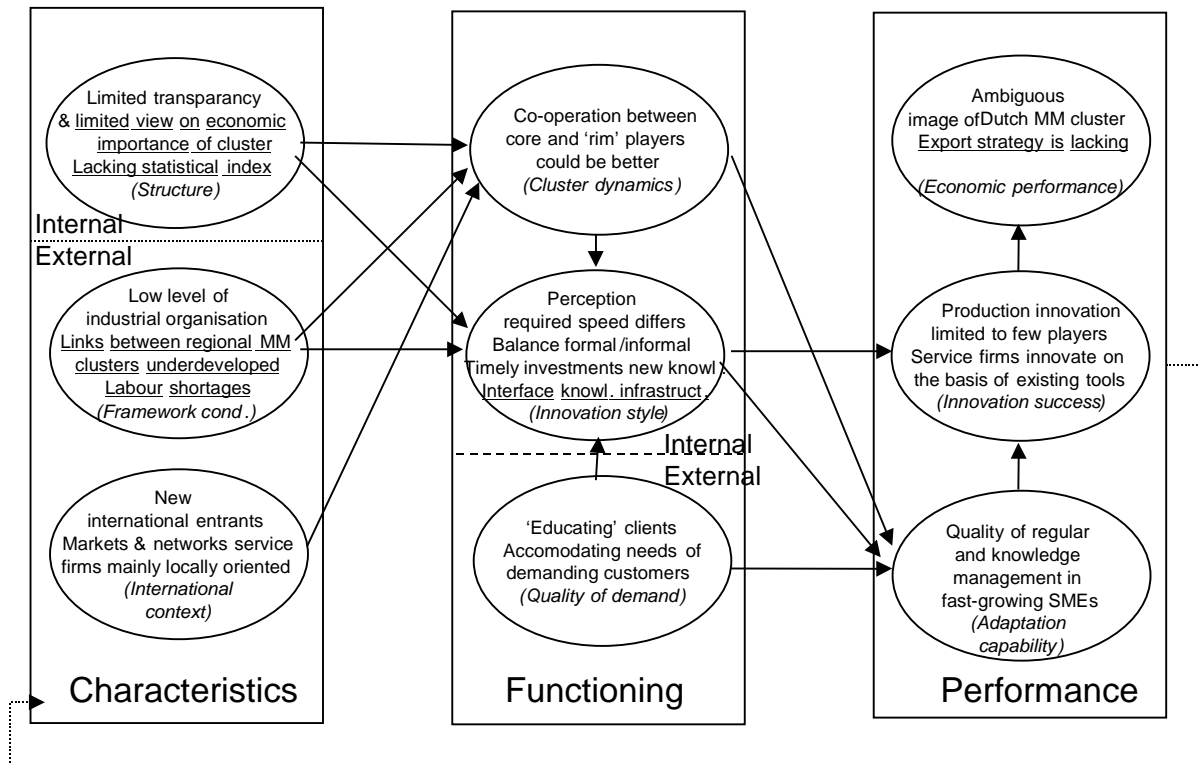 Limited transparancy
& limited view on economic
importance of cluster
Lacking statistical index
(Structure)
Internal
External
Low level of
industrial organisation
Links between regional MM
clusters underdeveloped
Labour shortages
(Framework cond.)
New
international entrants
Markets & networks service
firms mainly locally oriented
(International
context)
Characteristics
Co-operation between
core and ‘rim’ players
could be better
(Cluster dynamics)
Perception
required speed differs
Balance formal/informal
Timely investments new knowl
Interface knowl. infrastruct.
(Innovation style)
Internal
External
‘Educating’ clients
Accomodating needs of
demanding customers
(Quality of demand)
Functioning
Ambiguous
image ofDutch MM cluster
Export strategy is lacking
(Economic performance)
Production innovation
limited to few players
Service firms innovate on
the basis of existing tools
(Innovation success)
Quality of regular
and knowledge
management in
fast-growing SMEs
(Adaptation
capability)
Performance